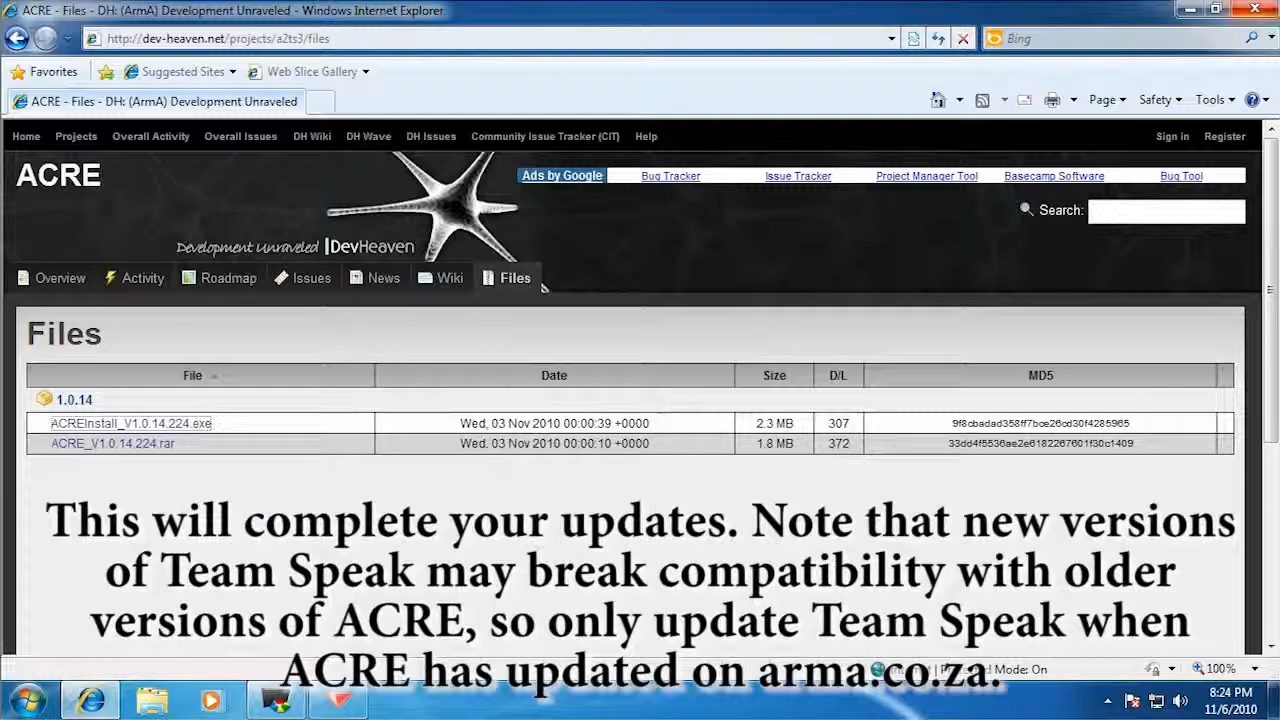 ACRE - Files - DH: (ArmA) Development Unraveled - Windows Internet Explorer
http://dev-heaven.net/projects/a2ts3/files
Bing
Favorites Suggested Sites Web Slice Gallery
ACRE - Files - DH: (ArmA) Development Unraveled
Page Safety Tools
Home Projects Overall Activity Overall Issues DH Wiki DH Wave DH Issues Community Issue Tracker (CIT) Help Sign in Register
ACRE
Ads by Google Bug Tracker Issue Tracker Project Manager Tool Basecamp Software Bug Tool
Search:
Development Unraveled |DevHeaven
Overview Activity Roadmap Issues News Wiki Files
Files
File Date Size D/L MD5
1.0.14
ACREInstall_V1.0.14.224.exe Wed, 03 Nov 2010 00:00:39 +0000 2.3 MB 307 9f8cbadad358ff7bce26cd30f4285965
ACRE_V1.0.14.224.rar Wed, 03 Nov 2010 00:00:10 +0000 1.8 MB 372 33dd4f5536ae2e6182267601f30c1409
This will complete your updates. Note that new versions
of Team Speak may break compatibility with older
versions of ACRE, so only update Team Speak when
ACRE has updated on arma.co.za.
Mode: On
100%
8:24 PM
11/6/2010